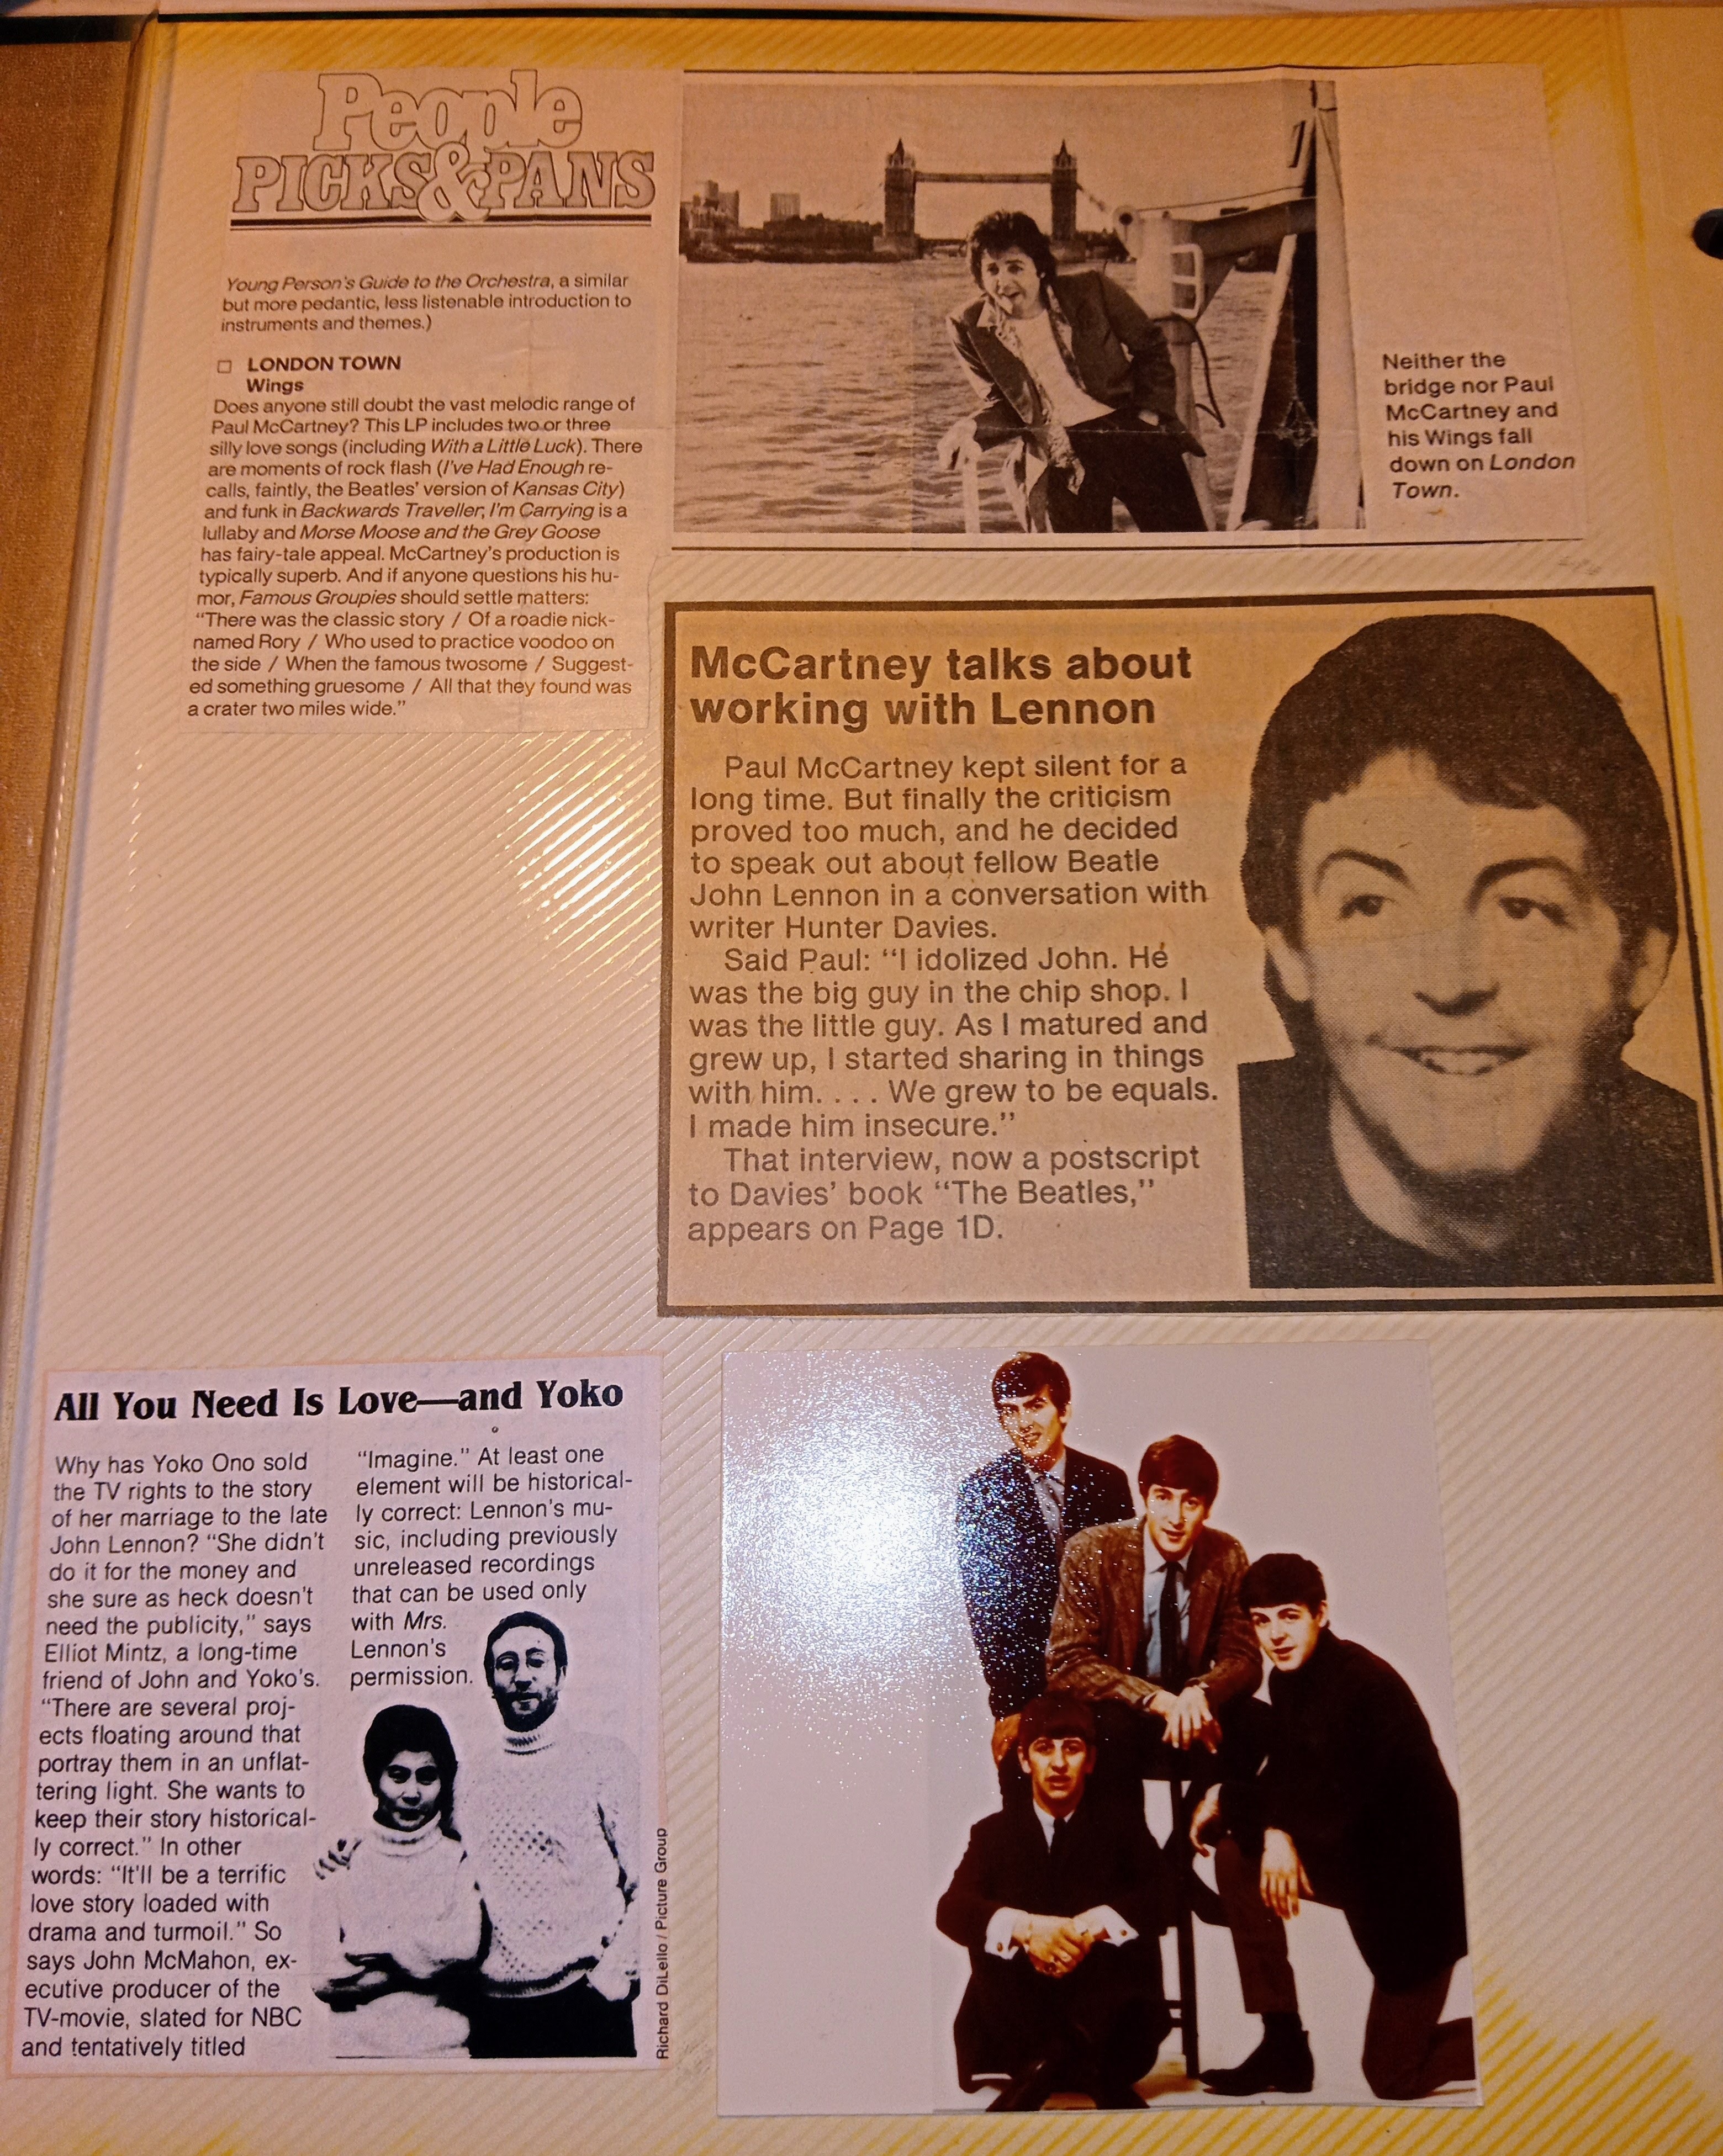 People
PICKS & PANS
Young Person's Guide to the Orchestra, a similar
but more pedantic, less listenable introduction to
instruments and themes.)
□ LONDON TOWN
Wings
Does anyone still doubt the vast melodic range of
Paul McCartney? This LP includes two or three
silly love songs (including With a Little Luck). There
are moments of rock flash (I've Had Enough re-
calls, faintly, the Beatles' version of Kansas City)
and funk in Backwards Traveller; I'm Carrying is a
lullaby and Morse Moose and the Grey Goose
has fairy-tale appeal. McCartney's production is
typically superb. And if anyone questions his hu-
mor, Famous Groupies should settle matters:
"There was the classic story / Of a roadie nick-
named Rory / Who used to practice voodoo on
the side / When the famous twosome / Suggest-
ed something gruesome / All that they found was
a crater two miles wide."
Neither the
bridge nor Paul
McCartney and
his Wings fall
down on London
Town.
McCartney talks about
working with Lennon
Paul McCartney kept silent for a
long time. But finally the criticism
proved too much, and he decided
to speak out about fellow Beatle
John Lennon in a conversation with
writer Hunter Davies.
Said Paul: "I idolized John. He
was the big guy in the chip shop. I
was the little guy. As I matured and
grew up, I started sharing in things
with him. . . . We grew to be equals.
I made him insecure."
That interview, now a postscript
to Davies' book "The Beatles,"
appears on Page 1D.
All You Need Is Love—and Yoko
Why has Yoko Ono sold
the TV rights to the story
of her marriage to the late
John Lennon? "She didn't
do it for the money and
she sure as heck doesn't
need the publicity," says
Elliot Mintz, a long-time
friend of John and Yoko's.
"There are several proj-
ects floating around that
portray them in an unflat-
tering light. She wants to
keep their story historical-
ly correct." In other
words: "It'll be a terrific
love story loaded with
drama and turmoil." So
says John McMahon, ex-
ecutive producer of the
TV-movie, slated for NBC
and tentatively titled
"Imagine." At least one
element will be historical-
ly correct: Lennon's mu-
sic, including previously
unreleased recordings
that can be used only
with Mrs.
Lennon's
permission.
Richard DiLello / Picture Group